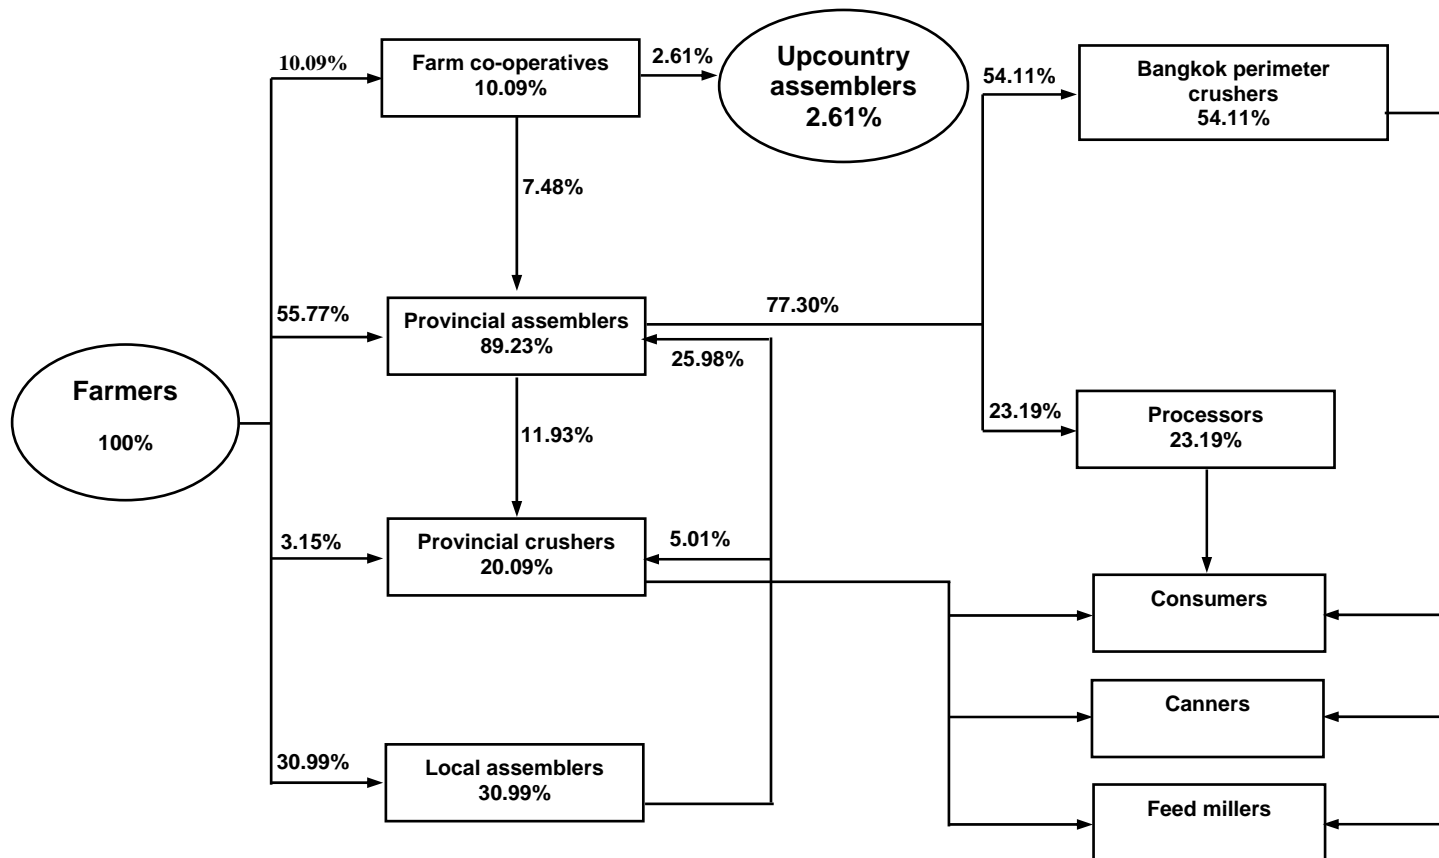 10.09%
Farm co-operatives
10.09%
2.61%
Upcountry
assemblers
2.61%
54.11%
Bangkok perimeter
crushers
54.11%
7.48%
55.77%
Provincial assemblers
89.23%
77.30%
25.98%
Farmers
100%
11.93%
23.19%
Processors
23.19%
3.15%
Provincial crushers
20.09%
5.01%
Consumers
Canners
30.99%
Local assemblers
30.99%
Feed millers